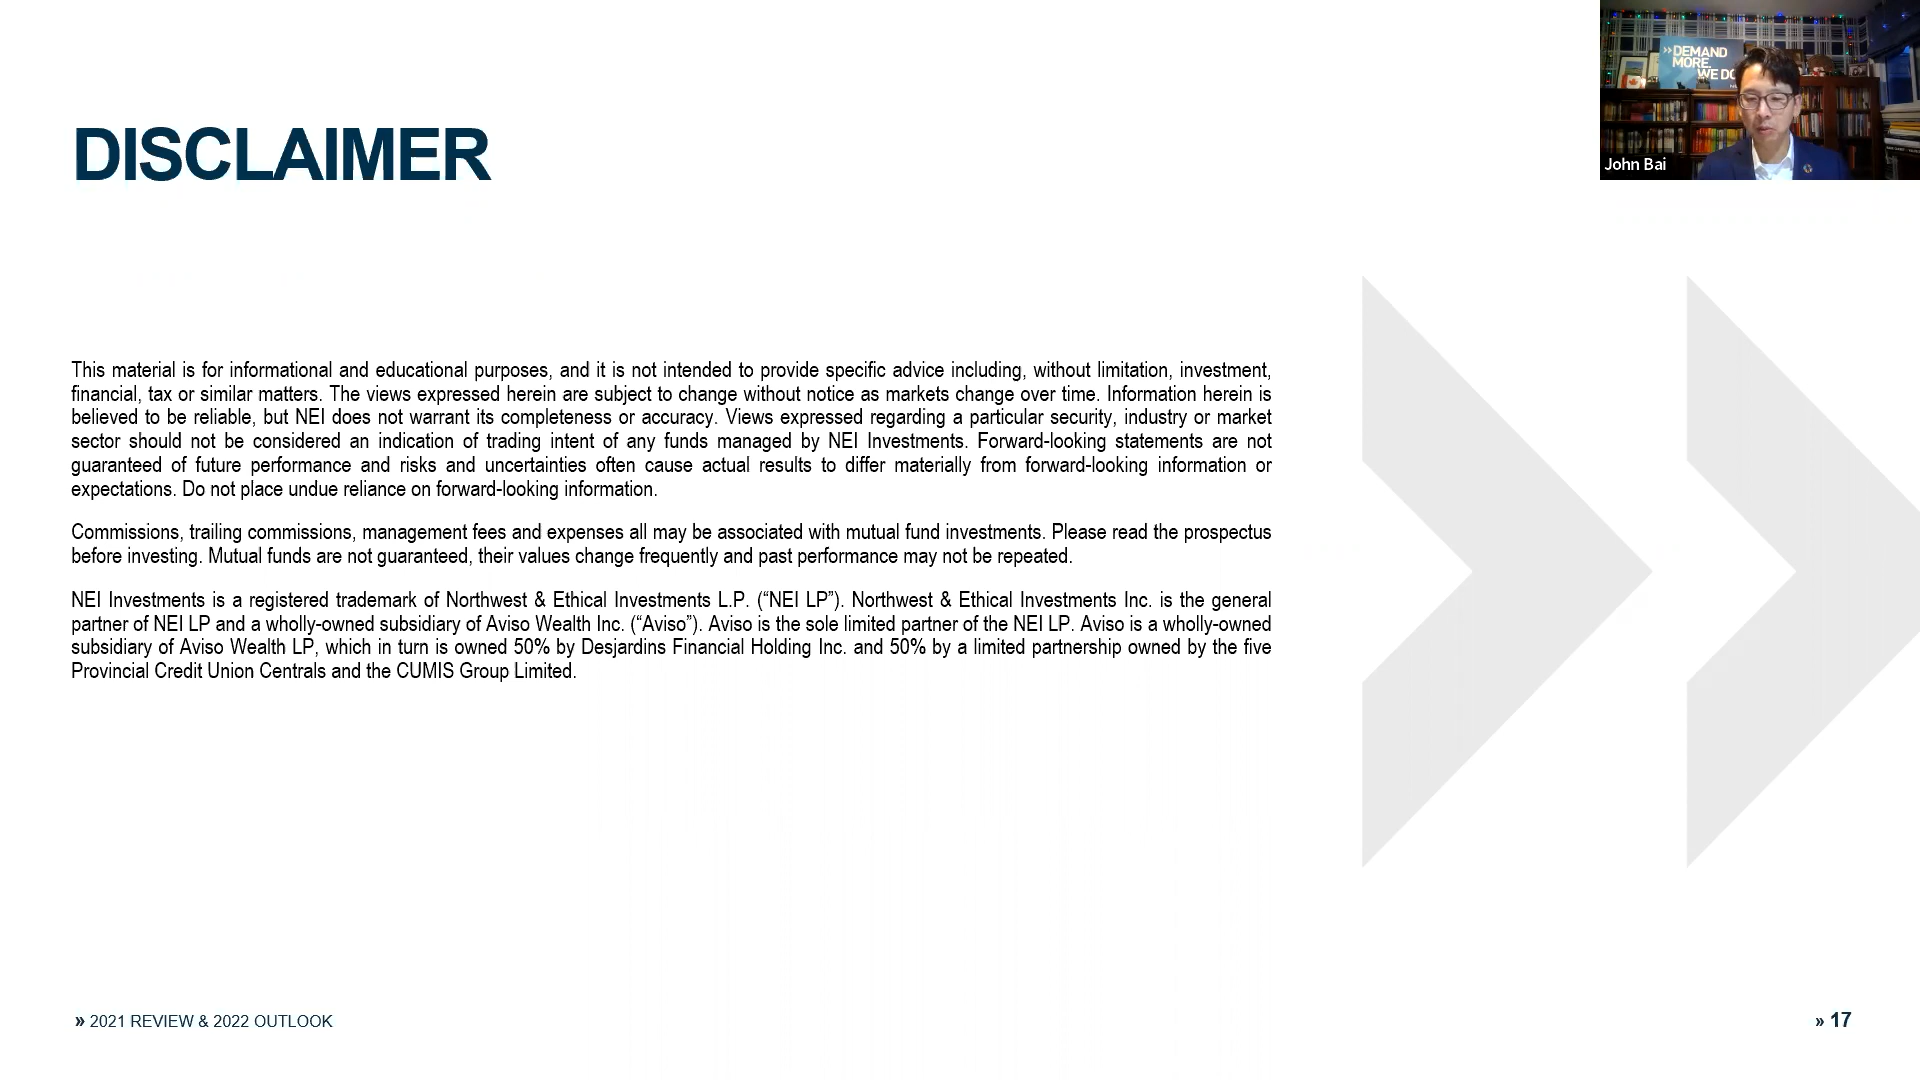 »DEMAND
MORE.
WE DO
John Bai
DISCLAIMER
This material is for informational and educational purposes, and it is not intended to provide specific advice including, without limitation, investment,
financial, tax or similar matters. The views expressed herein are subject to change without notice as markets change over time. Information herein is
believed to be reliable, but NEI does not warrant its completeness or accuracy. Views expressed regarding a particular security, industry or market
sector should not be considered an indication of trading intent of any funds managed by NEI Investments. Forward-looking statements are not
guaranteed of future performance and risks and uncertainties often cause actual results to differ materially from forward-looking information or
expectations. Do not place undue reliance on forward-looking information.
Commissions, trailing commissions, management fees and expenses all may be associated with mutual fund investments. Please read the prospectus
before investing. Mutual funds are not guaranteed, their values change frequently and past performance may not be repeated.
NEI Investments is a registered trademark of Northwest & Ethical Investments L.P. (“NEI LP”). Northwest & Ethical Investments Inc. is the general
partner of NEI LP and a wholly-owned subsidiary of Aviso Wealth Inc. (“Aviso”). Aviso is the sole limited partner of the NEI LP. Aviso is a wholly-owned
subsidiary of Aviso Wealth LP, which in turn is owned 50% by Desjardins Financial Holding Inc. and 50% by a limited partnership owned by the five
Provincial Credit Union Centrals and the CUMIS Group Limited.
» 2021 REVIEW & 2022 OUTLOOK
» 17